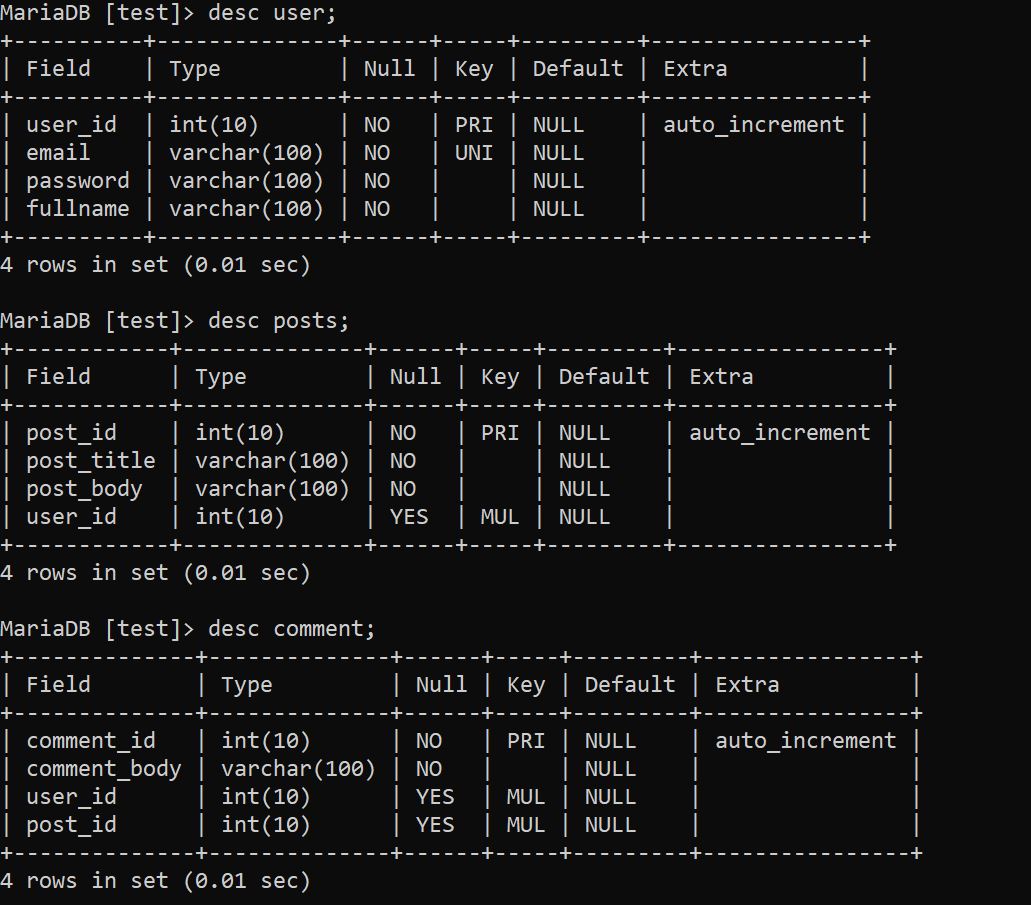 MariaDB [test]> desc user;
+----------+--------------+------+-----+---------+----------------+
| Field    | Type         | Null | Key | Default | Extra          |
+----------+--------------+------+-----+---------+----------------+
| user_id  | int(10)      | NO   | PRI | NULL    | auto_increment |
| email    | varchar(100) | NO   | UNI | NULL    |                |
| password | varchar(100) | NO   |     | NULL    |                |
| fullname | varchar(100) | NO   |     | NULL    |                |
+----------+--------------+------+-----+---------+----------------+
4 rows in set (0.01 sec)

MariaDB [test]> desc posts;
+------------+--------------+------+-----+---------+----------------+
| Field      | Type         | Null | Key | Default | Extra          |
+------------+--------------+------+-----+---------+----------------+
| post_id    | int(10)      | NO   | PRI | NULL    | auto_increment |
| post_title | varchar(100) | NO   |     | NULL    |                |
| post_body  | varchar(100) | NO   |     | NULL    |                |
| user_id    | int(10)      | YES  | MUL | NULL    |                |
+------------+--------------+------+-----+---------+----------------+
4 rows in set (0.01 sec)

MariaDB [test]> desc comment;
+--------------+--------------+------+-----+---------+----------------+
| Field        | Type         | Null | Key | Default | Extra          |
+--------------+--------------+------+-----+---------+----------------+
| comment_id   | int(10)      | NO   | PRI | NULL    | auto_increment |
| comment_body | varchar(100) | NO   |     | NULL    |                |
| user_id      | int(10)      | YES  | MUL | NULL    |                |
| post_id      | int(10)      | YES  | MUL | NULL    |                |
+--------------+--------------+------+-----+---------+----------------+
4 rows in set (0.01 sec)